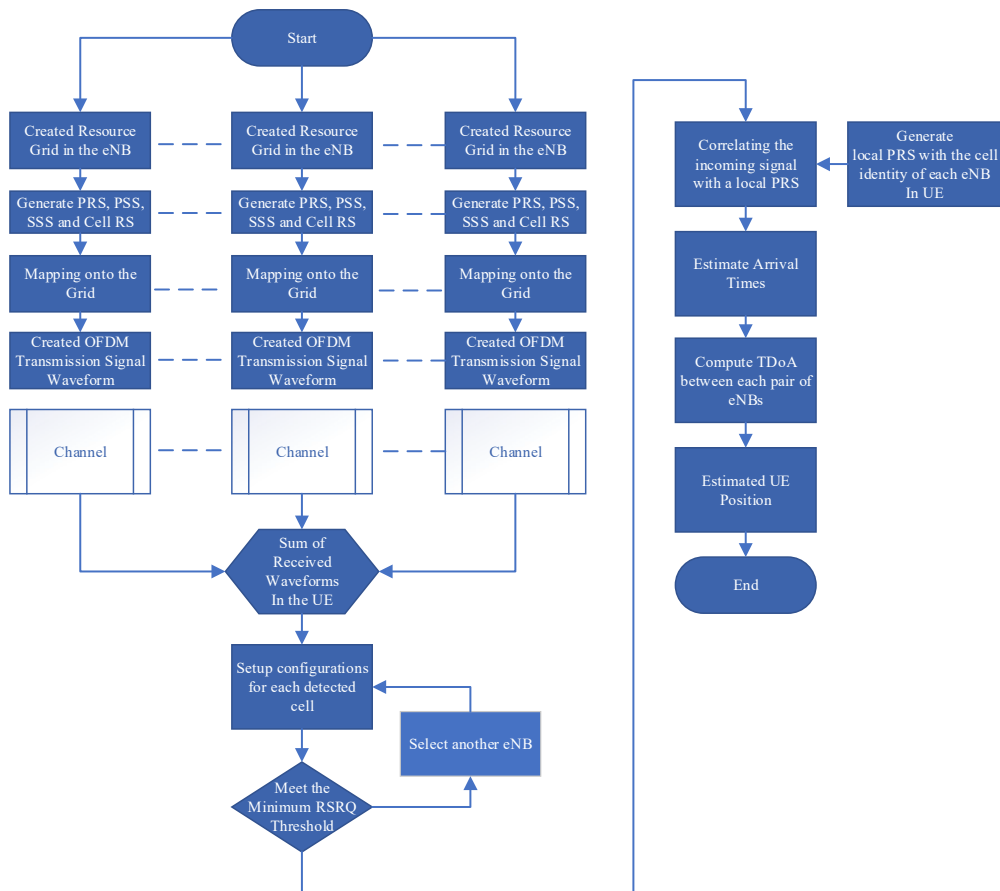 Start
Created Resource
Grid in the eNB
Created Resource
Grid in the eNB
Created Resource
Grid in the eNB
Generate PRS, PSS,
SSS and Cell RS
Generate PRS, PSS,
SSS and Cell RS
Generate PRS, PSS,
SSS and Cell RS
Mapping onto the
Grid
Mapping onto the
Grid
Mapping onto the
Grid
Created OFDM
Transmission Signal
Waveform
Created OFDM
Transmission Signal
Waveform
Created OFDM
Transmission Signal
Waveform
Channel
Channel
Channel
Sum of
Received
Waveforms
In the UE
Setup configurations
for each detected
cell
Select another eNB
Meet the
Minimum RSRQ
Threshold
Correlating the
incoming signal
with a local PRS
Generate
local PRS with the cell
identity of each eNB
In UE
Estimate Arrival
Times
Compute TDoA
between each pair of
eNBs
Estimated UE
Position
End